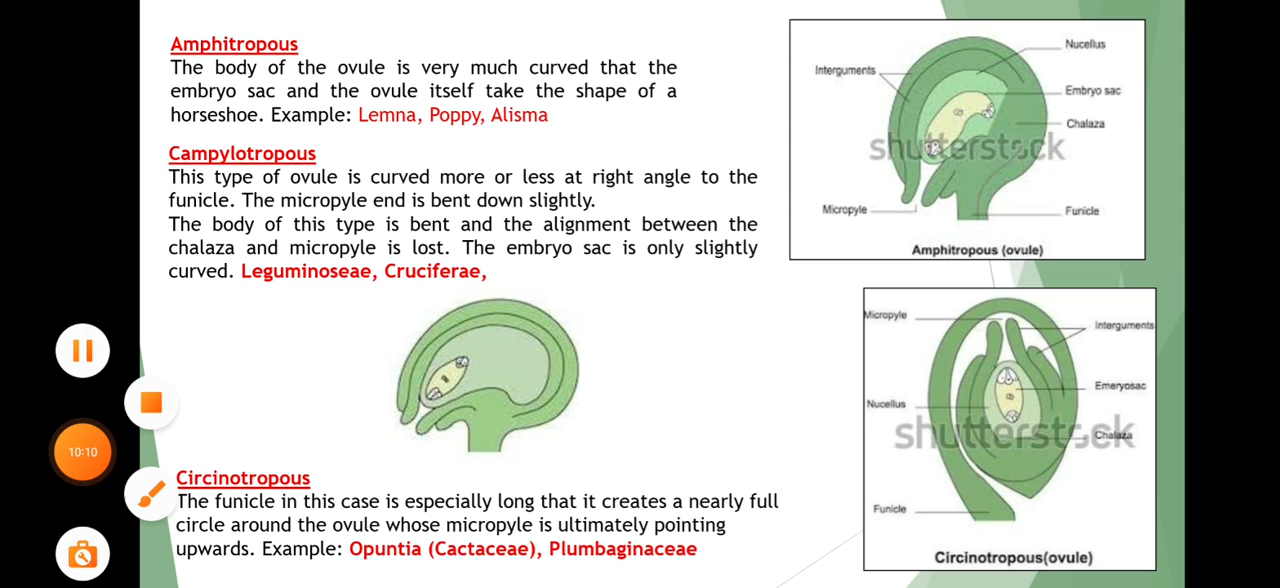 Amphitropous
The body of the ovule is very much curved that the
embryo sac and the ovule itself take the shape of a
horseshoe. Example: Lemna, Poppy, Alisma
Campylotropous
This type of ovule is curved more or less at right angle to the
funicle. The micropyle end is bent down slightly.
The body of this type is bent and the alignment between the
chalaza and micropyle is lost. The embryo sac is only slightly
curved. Leguminoseae, Cruciferae,
Circinotropous
The funicle in this case is especially long that it creates a nearly full
circle around the ovule whose micropyle is ultimately pointing
upwards. Example: Opuntia (Cactaceae), Plumbaginaceae
Nucellus
Interguments
Embryo sac
Chalaza
shutterstock
Micropyle
Funicle
Amphitropous (ovule)
Micropyle
Interguments
Emeryosac
Nucellus
shutterstock
Chalaza
Funicle
Circinotropous(ovule)
10:10